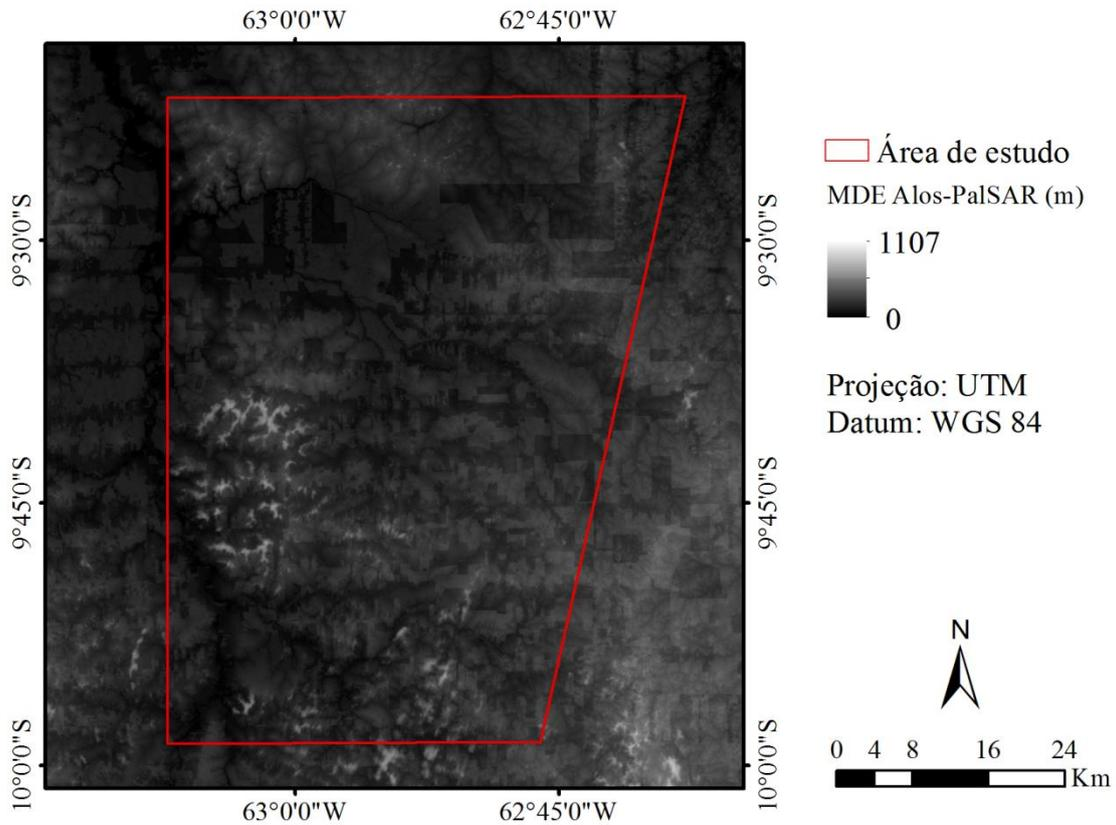 63°0'0"W 62°45'0"W
9°30'0"S
9°45'0"S
10°0'0"S
9°30'0"S
9°45'0"S
10°0'0"S
63°0'0"W 62°45'0"W
Área de estudo
MDE Alos-PalSAR (m)
1107
0
Projeção: UTM
Datum: WGS 84
N
0 4 8 16 24
Km